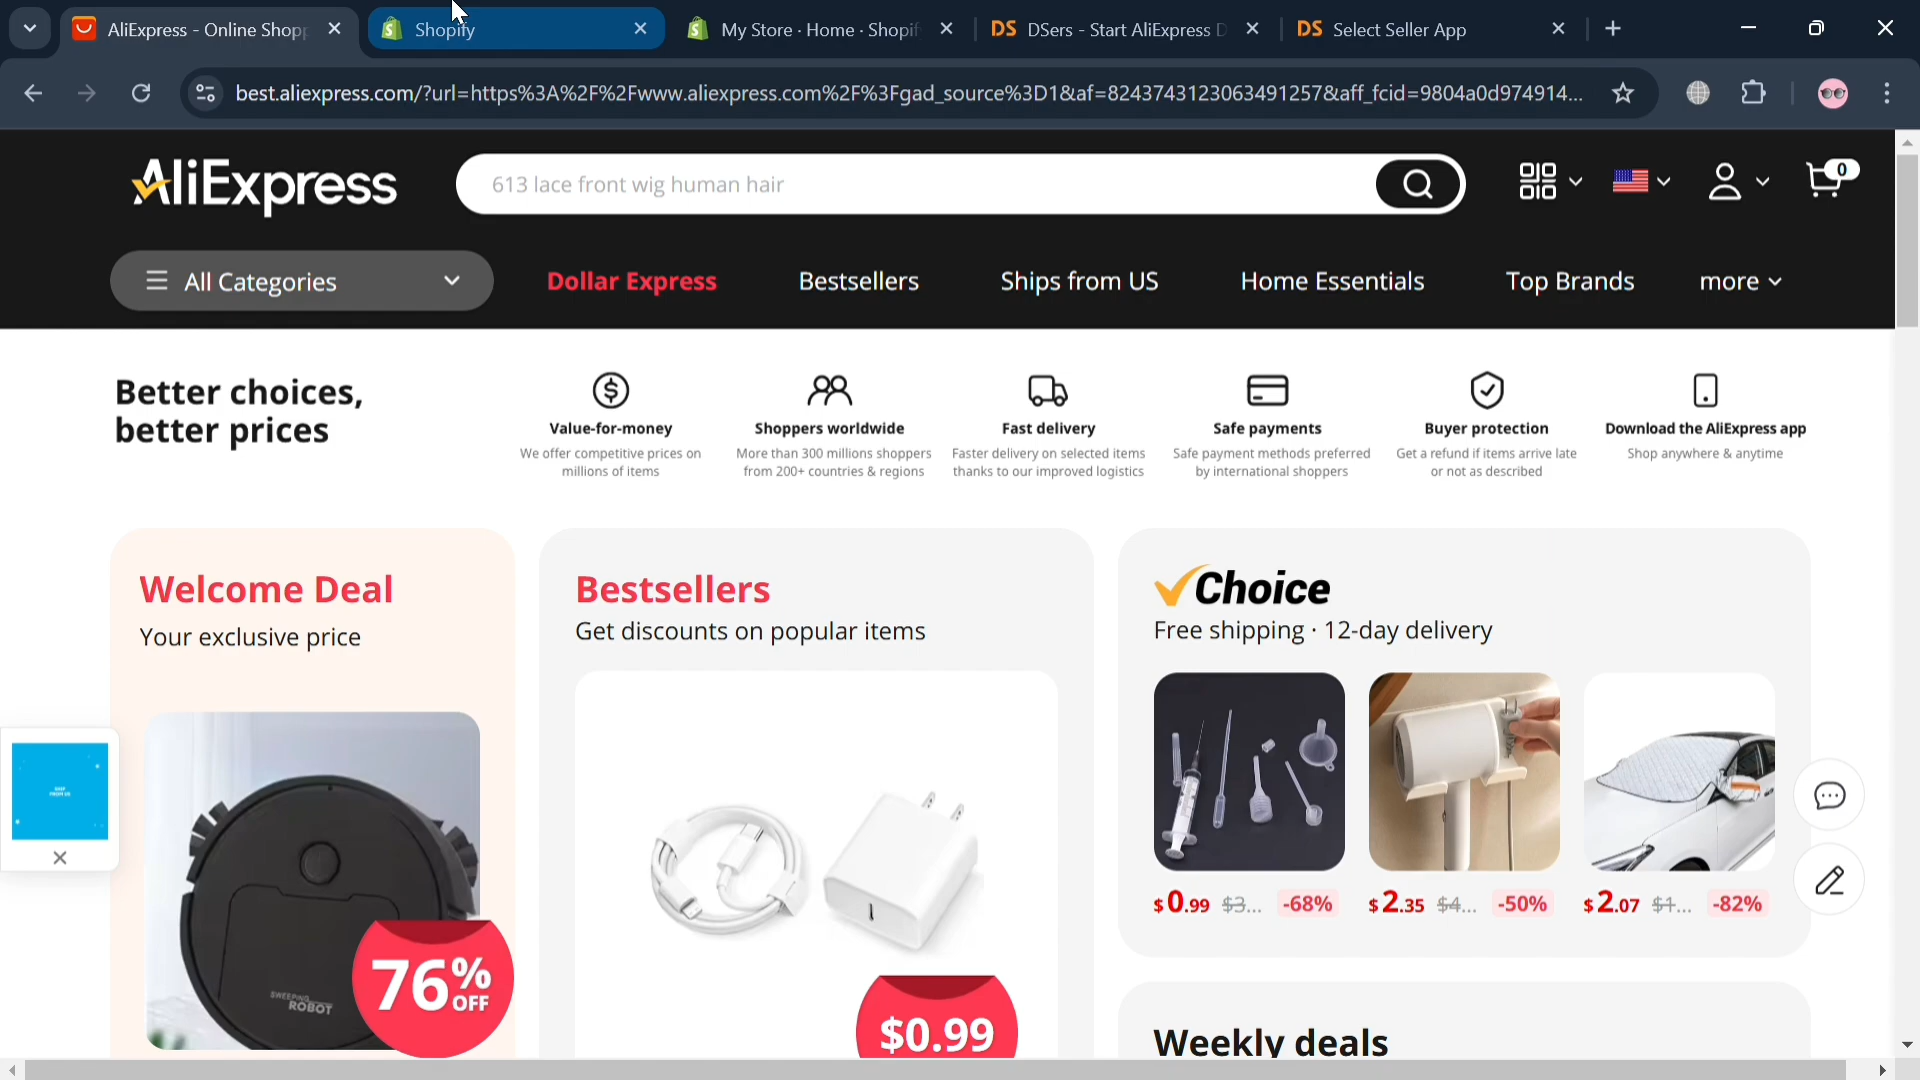 AliExpress - Online Shopp
Shopify
My Store · Home · Shopif
DS DSers - Start AliExpress D
DS Select Seller App
best.aliexpress.com/?url=https%3A%2F%2Fwww.aliexpress.com%2F%3Fgad_source%3D1&af=8243743123063491257&aff_fcid=9804a0d974914...
AliExpress
613 lace front wig human hair
0
All Categories
Dollar Express
Bestsellers
Ships from US
Home Essentials
Top Brands
more
Better choices,
better prices
Value-for-money
We offer competitive prices on
millions of items
Shoppers worldwide
More than 300 millions shoppers
from 200+ countries & regions
Fast delivery
Faster delivery on selected items
thanks to our improved logistics
Safe payments
Safe payment methods preferred
by international shoppers
Buyer protection
Get a refund if items arrive late
or not as described
Download the AliExpress app
Shop anywhere & anytime
Welcome Deal
Your exclusive price
SWEEPING
ROBOT
76%
OFF
Bestsellers
Get discounts on popular items
$0.99
Choice
Free shipping · 12-day delivery
$0.99 $3... -68%
$2.35 $4... -50%
$2.07 $1... -82%
Weekly deals